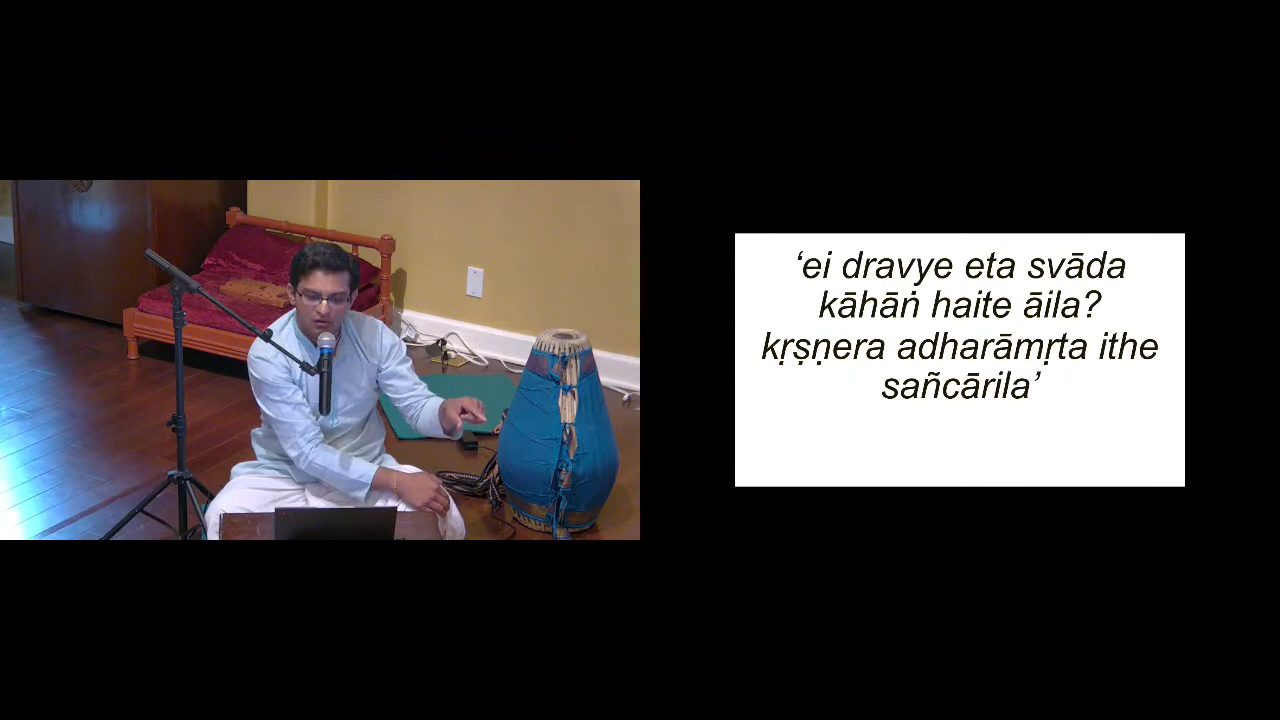 ‘ei dravye eta svāda
kāhāṅ haite āila?
kṛṣṇera adharāmṛta ithe
sañcārila’